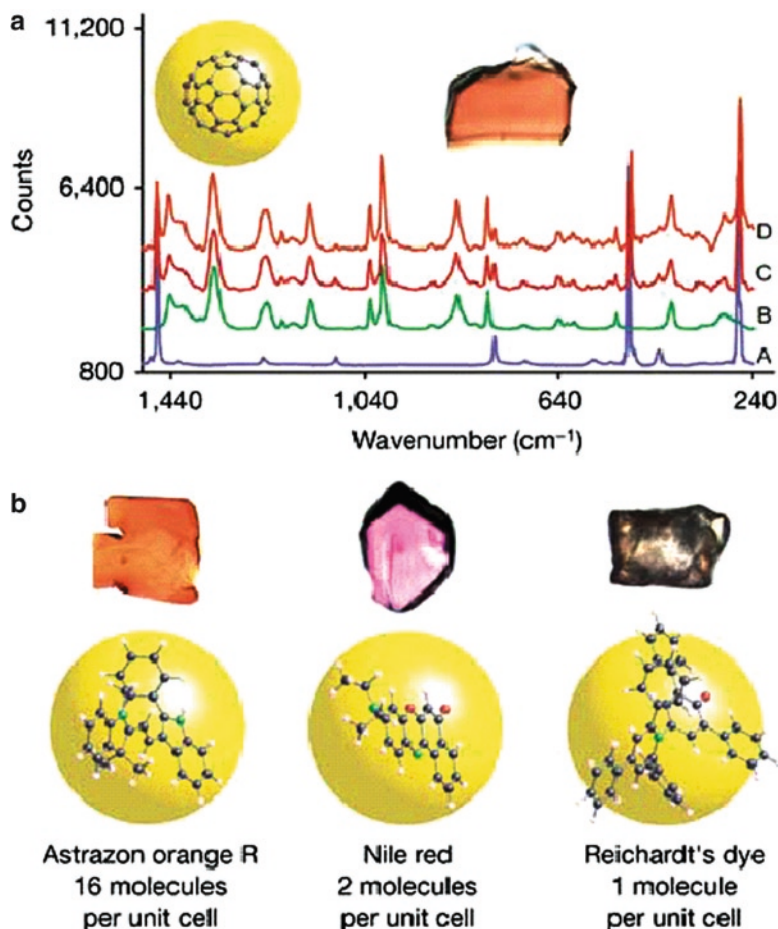 a
11,200
6,400
800
Counts
D
C
B
A
1,440
1,040
640
240
Wavenumber (cm⁻¹)
b
Astrazon orange R
16 molecules
per unit cell
Nile red
2 molecules
per unit cell
Reichardt's dye
1 molecule
per unit cell